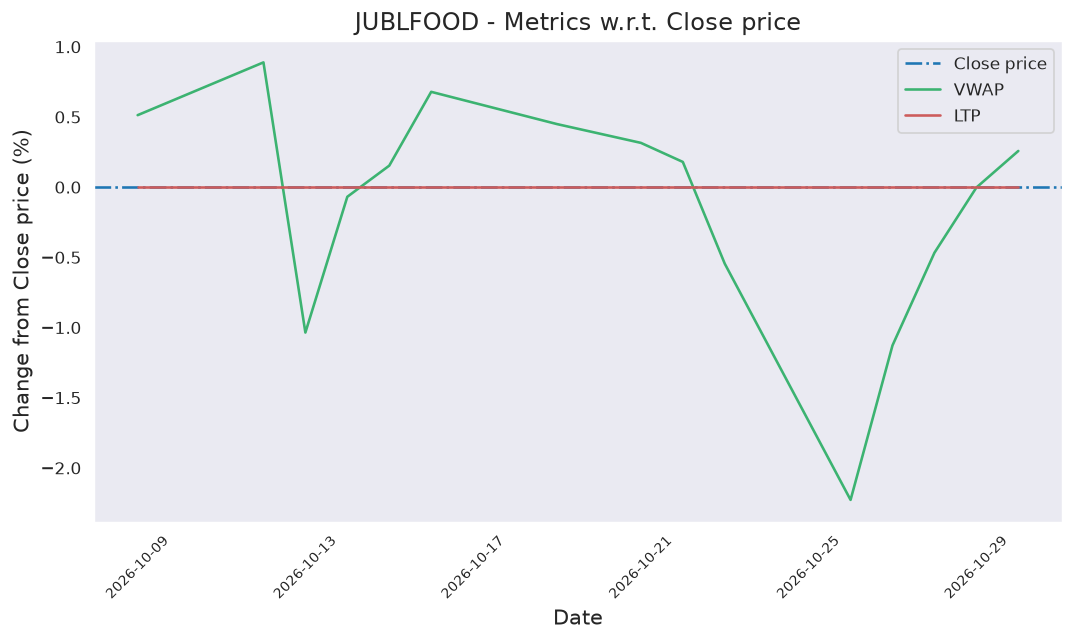 JUBLFOOD - Metrics w.r.t. Close price
Close price
VWAP
LTP
Change from Close price (%)
1.0
0.5
0.0
−0.5
−1.0
−1.5
−2.0
2026-10-09
2026-10-13
2026-10-17
2026-10-21
2026-10-25
2026-10-29
Date